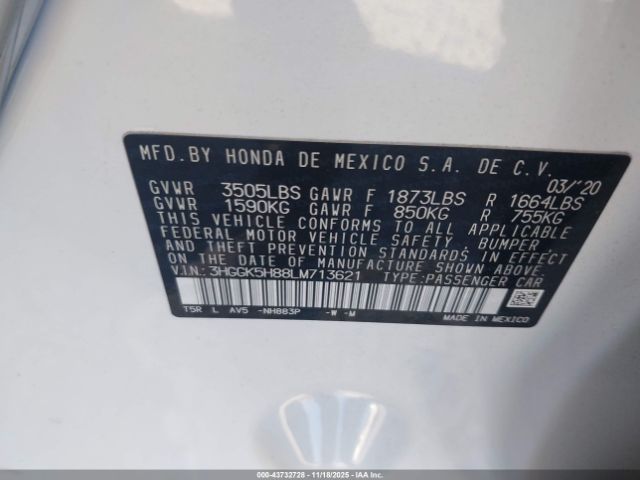 MFD. BY HONDA DE MEXICO S.A. DE C.V.
03/'20
GVWR 3505LBS GAWR F 1873LBS R 1664LBS
GVWR 1590KG GAWR F 850KG R 755KG
THIS VEHICLE CONFORMS TO ALL APPLICABLE
FEDERAL MOTOR VEHICLE SAFETY, BUMPER
AND THEFT PREVENTION STANDARDS IN EFFECT
ON THE DATE OF MANUFACTURE SHOWN ABOVE.
V.I.N.: 3HGGK5H88LM713621 TYPE:PASSENGER CAR
T5R L AV5 -NH883P -W -M
MADE IN MEXICO
000-43732728 - 11/18/2025 - IAA Inc.